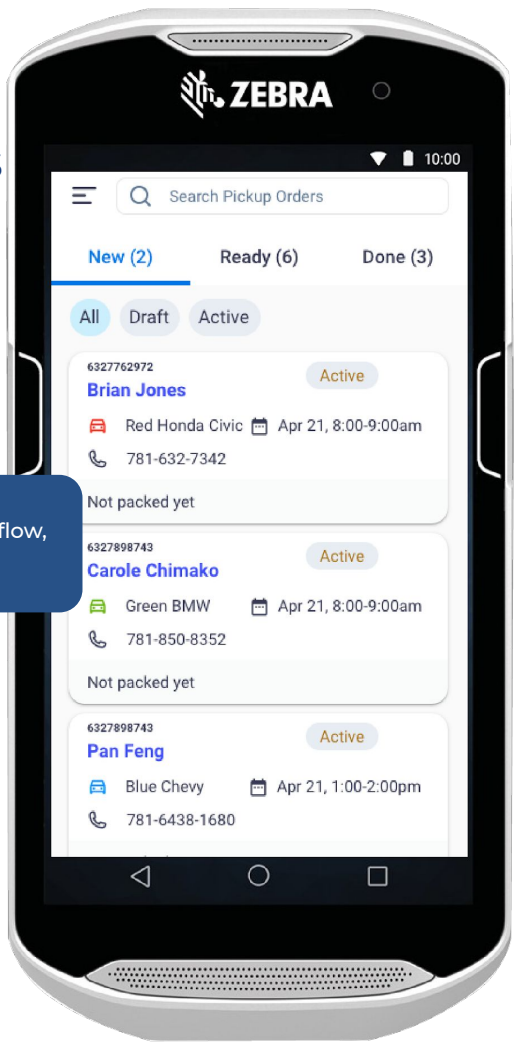 ZEBRA
10:00
Search Pickup Orders
New (2) Ready (6) Done (3)
All Draft Active
6327762972
Active
Brian Jones
Red Honda Civic Apr 21, 8:00-9:00am
781-632-7342
Not packed yet
flow,
6327898743
Active
Carole Chimako
Green BMW Apr 21, 8:00-9:00am
781-850-8352
Not packed yet
6327898743
Active
Pan Feng
Blue Chevy Apr 21, 1:00-2:00pm
781-6438-1680